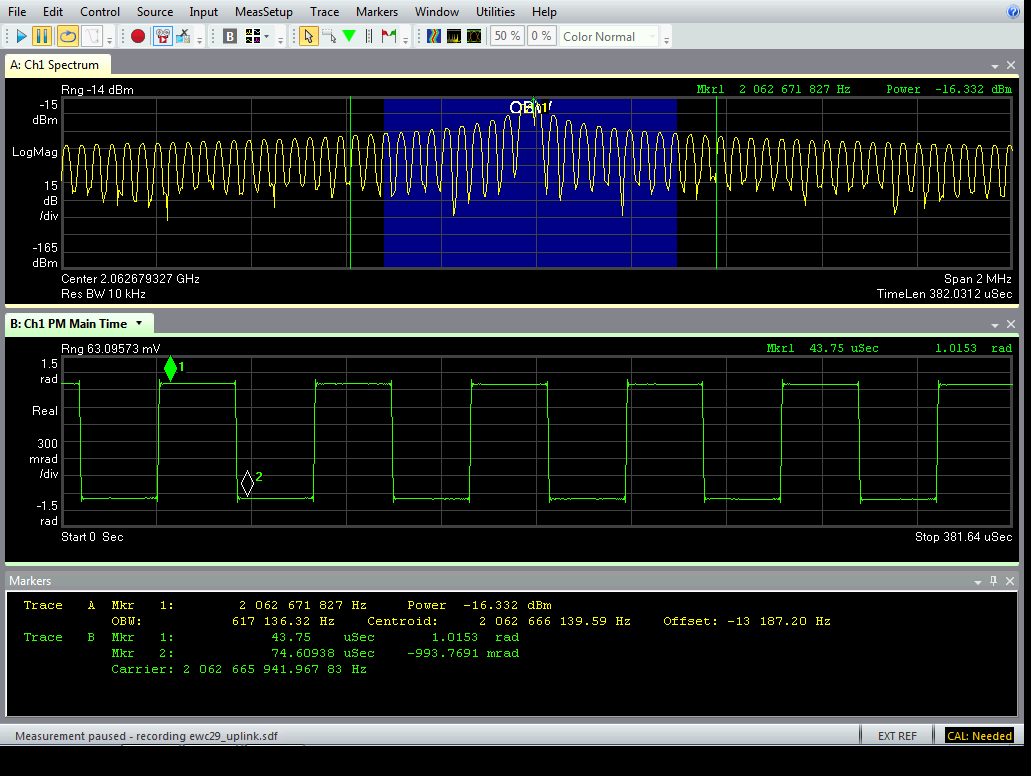 File Edit Control Source Input MeasSetup Trace Markers Window Utilities Help
B 50 % 0 % Color Normal
A: Ch1 Spectrum
Rng -14 dBm Mkr1 2 062 671 827 Hz Power -16.332 dBm
-15
dBm
LogMag
15
dB
/div
-165
dBm
Center 2.062679327 GHz Span 2 MHz
Res BW 10 kHz TimeLen 382.0312 uSec
B: Ch1 PM Main Time
Rng 63.09573 mV Mkr1 43.75 uSec 1.0153 rad
1.5
rad
1
Real
300
mrad
/div
2
-1.5
rad
Start 0 Sec Stop 381.64 uSec
Markers
Trace A Mkr 1: 2 062 671 827 Hz Power -16.332 dBm
OBW: 617 136.32 Hz Centroid: 2 062 666 139.59 Hz Offset: -13 187.20 Hz
Trace B Mkr 1: 43.75 uSec 1.0153 rad
Mkr 2: 74.60938 uSec -993.7691 mrad
Carrier: 2 062 665 941.967 83 Hz
Measurement paused - recording ewc29_uplink.sdf EXT REF CAL: Needed